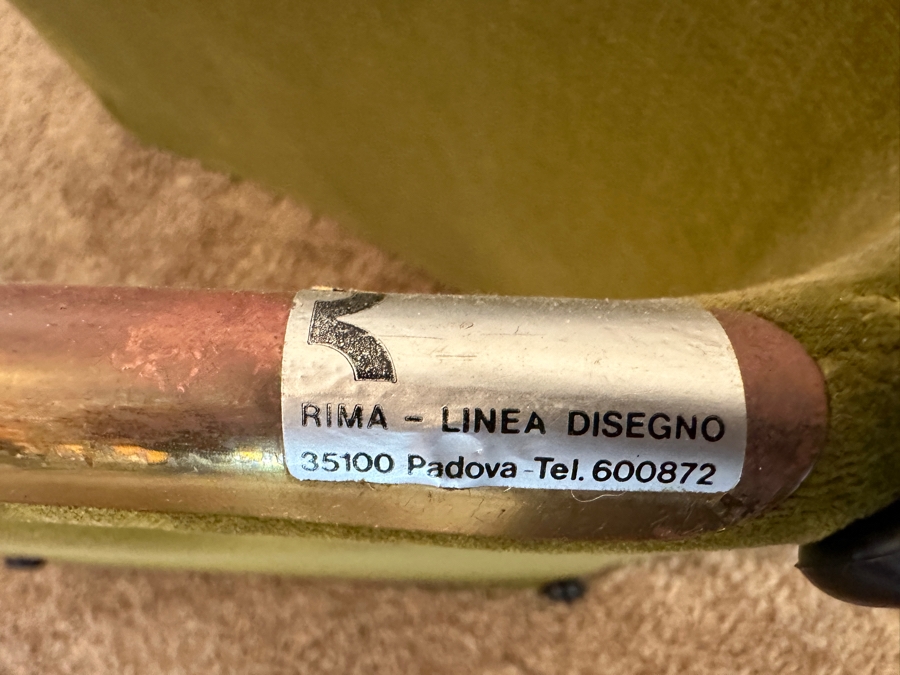 RIMA - LINEA DISEGNO
35100 Padova - Tel. 600872